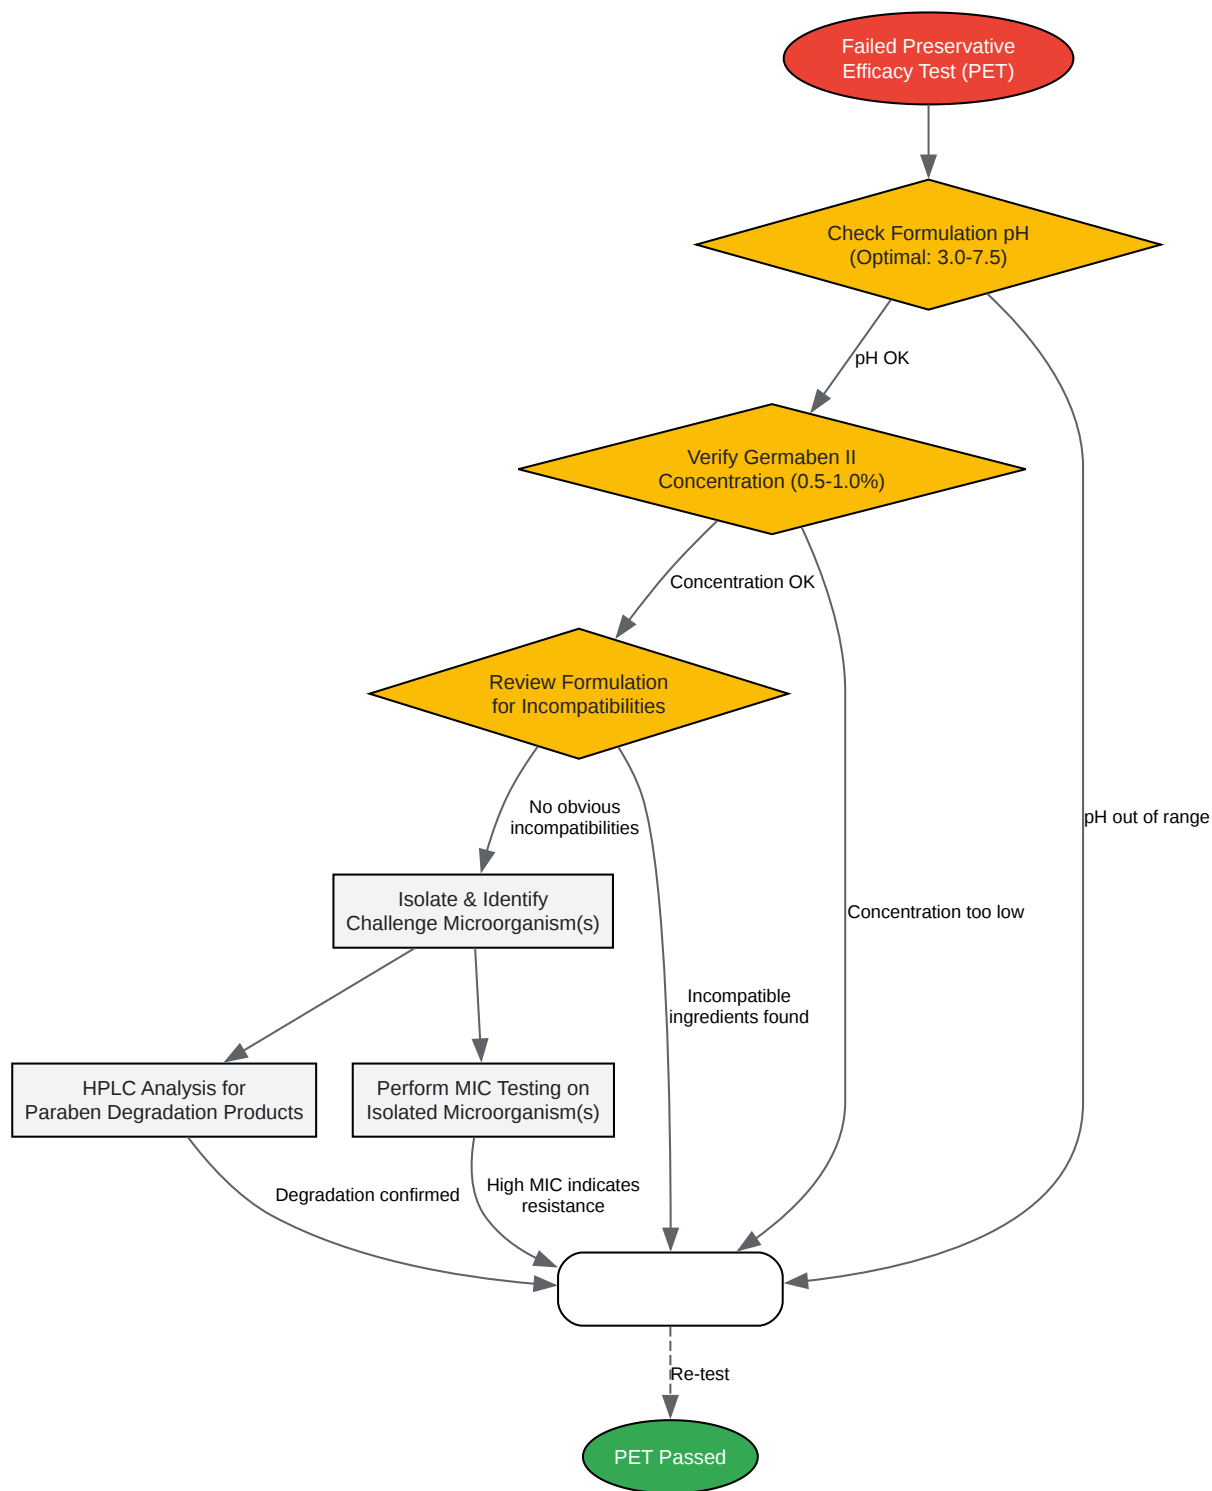 Failed Preservative
Efficacy Test (PET)
Check Formulation pH
(Optimal: 3.0-7.5)
pH OK
Verify Germaben II
Concentration (0.5-1.0%)
Concentration OK
Review Formulation
for Incompatibilities
No obvious
incompatibilities
pH out of range
Isolate & Identify
Challenge Microorganism(s)
Concentration too low
Incompatible
ingredients found
HPLC Analysis for
Paraben Degradation Products
Perform MIC Testing on
Isolated Microorganism(s)
Degradation confirmed
High MIC indicates
resistance
Re-test
PET Passed